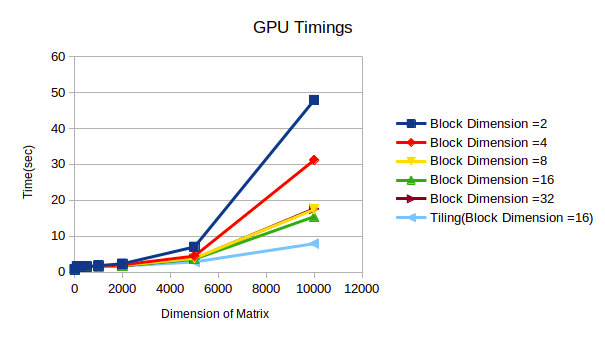 GPU Timings
60
50
40
30
20
10
0
Time(sec)
0 2000 4000 6000 8000 10000 12000
Dimension of Matrix
Block Dimension =2
Block Dimension =4
Block Dimension =8
Block Dimension =16
Block Dimension =32
Tiling(Block Dimension =16)